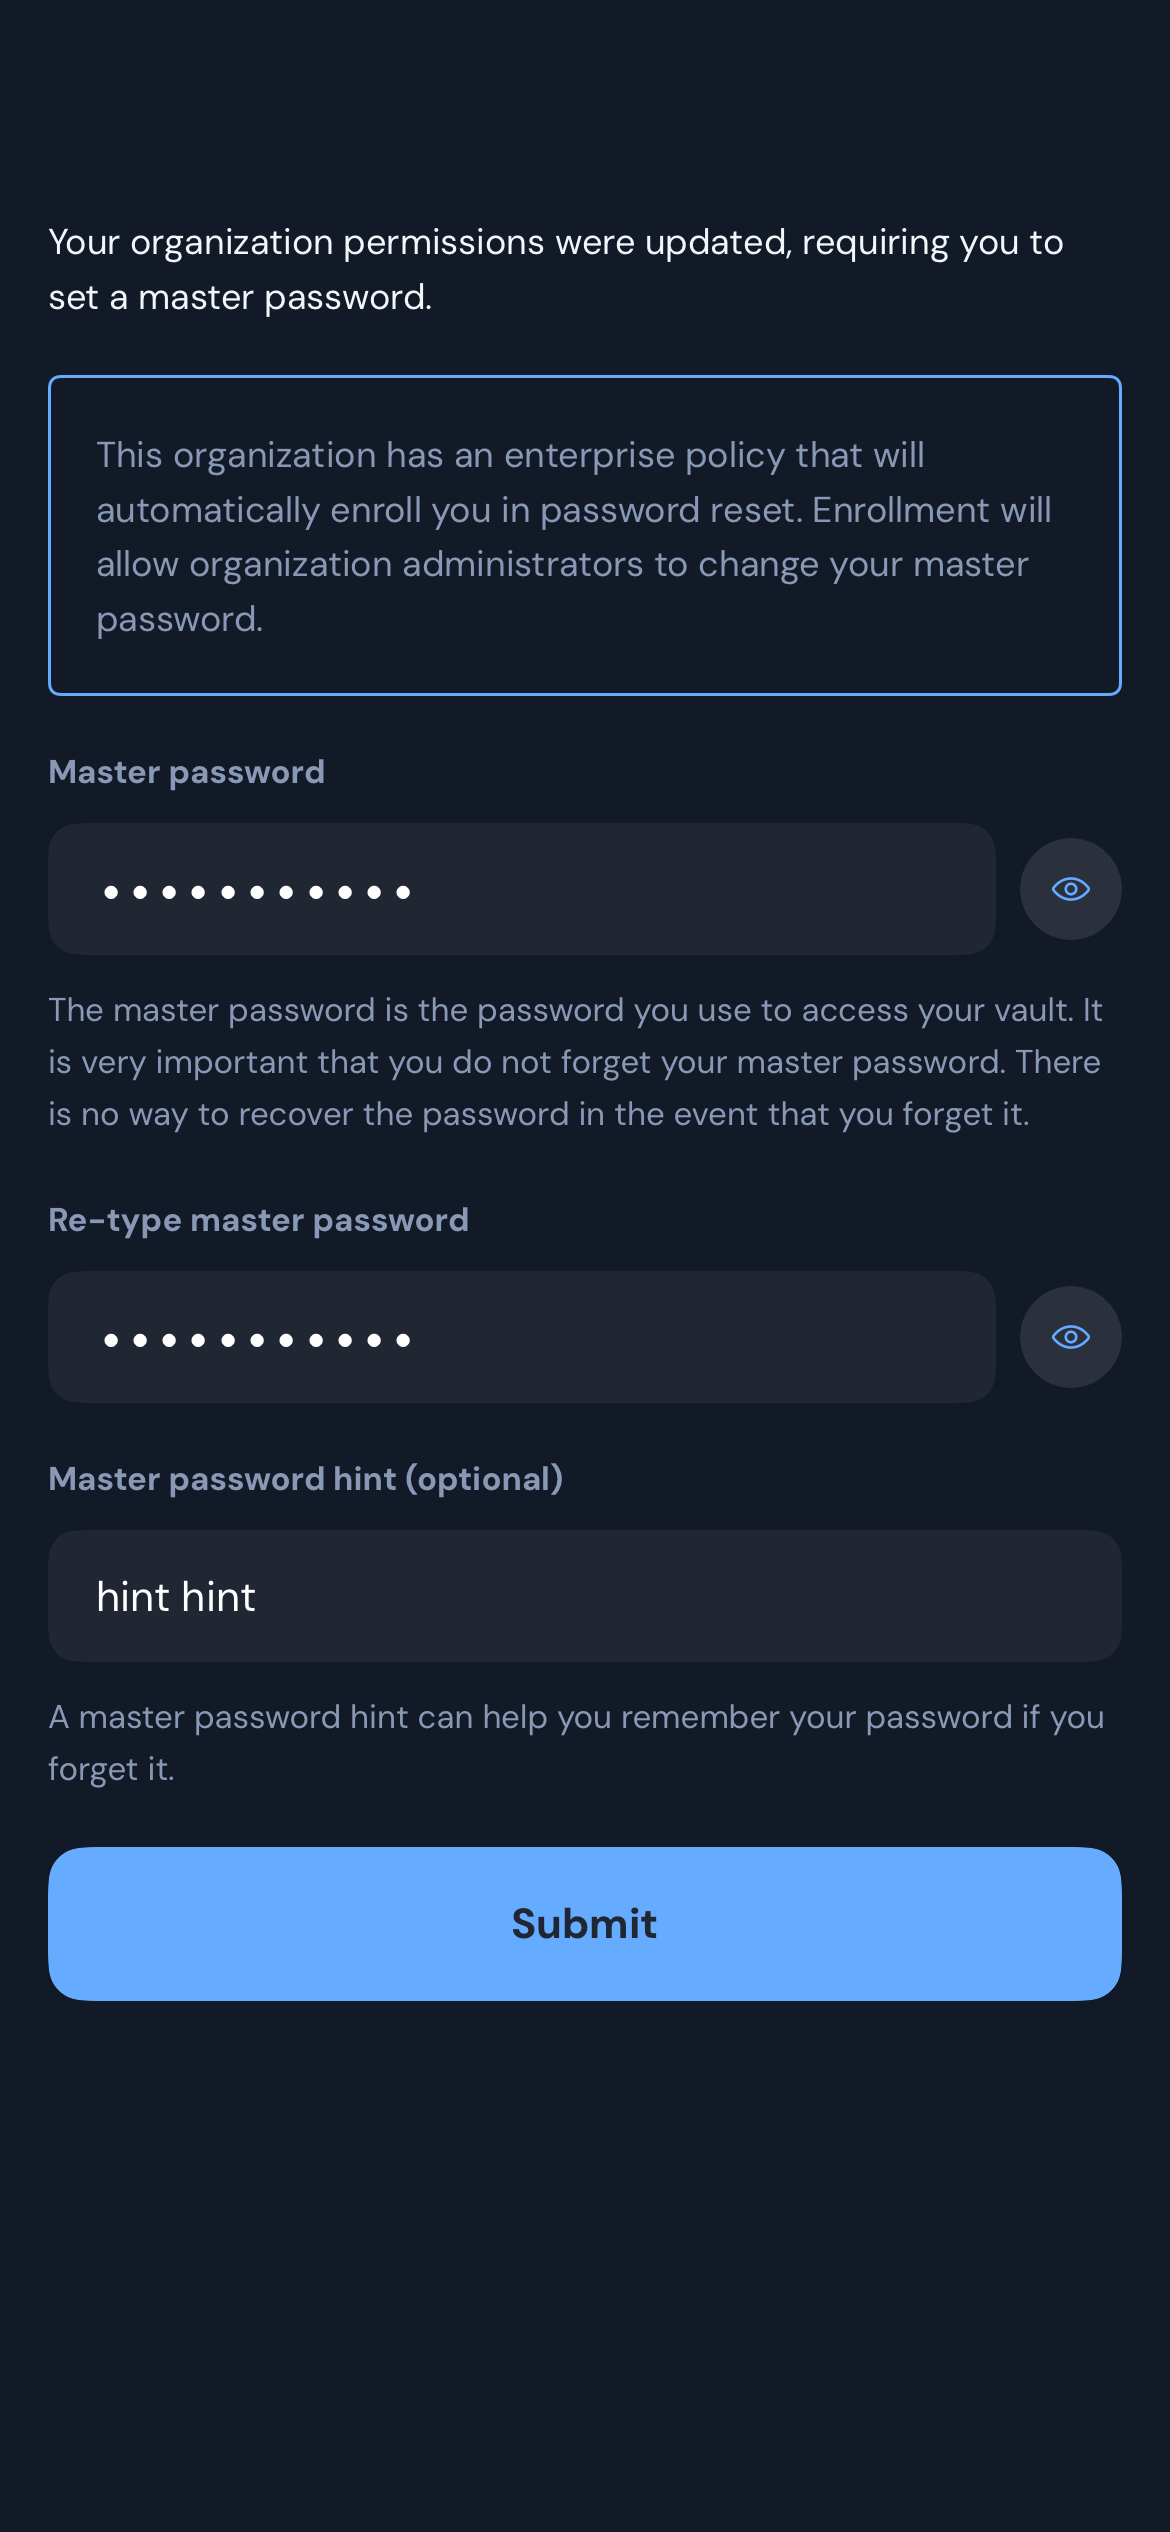 Your organization permissions were updated, requiring you to
set a master password.
This organization has an enterprise policy that will
automatically enroll you in password reset. Enrollment will
allow organization administrators to change your master
password.
Master password
•••••••••••
The master password is the password you use to access your vault. It
is very important that you do not forget your master password. There
is no way to recover the password in the event that you forget it.
Re-type master password
•••••••••••
Master password hint (optional)
hint hint
A master password hint can help you remember your password if you
forget it.
Submit